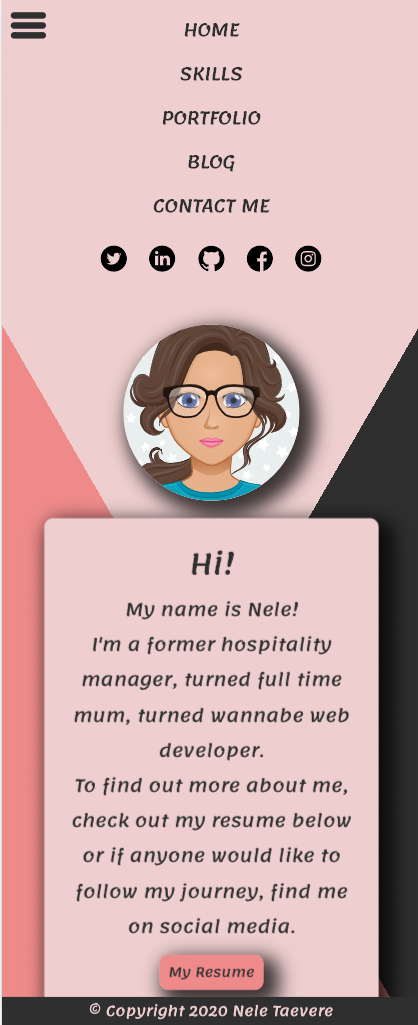 HOME
SKILLS
PORTFOLIO
BLOG
CONTACT ME
in
Hi!
My name is Nele!
I'm a former hospitality
manager, turned full time
mum, turned wannabe web
developer.
To find out more about me,
check out my resume below
or if anyone would like to
follow my journey, find me
on social media.
My Resume
© Copyright 2020 Nele Taevere